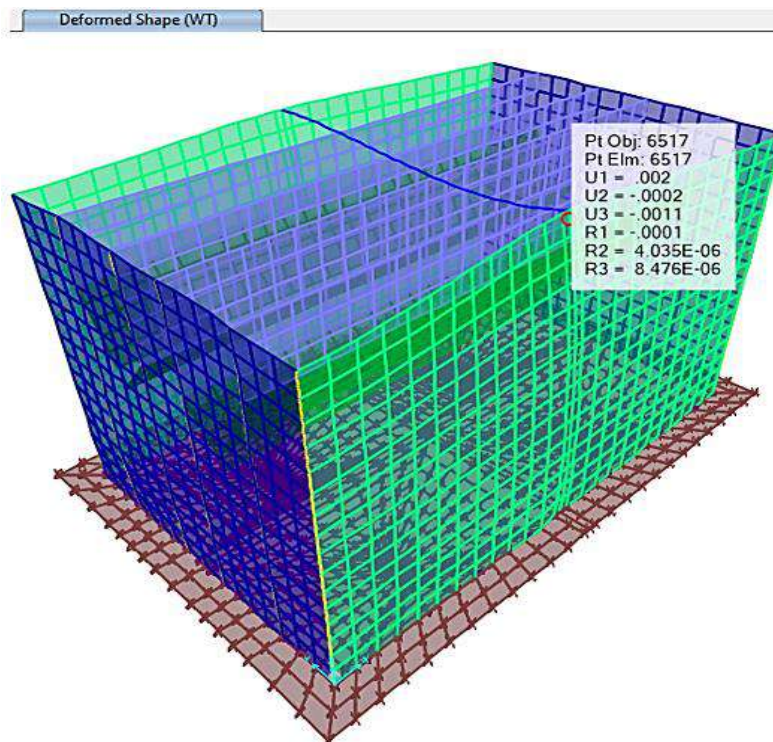 Deformed Shape (WT)
Pt Obj: 6517
Pt Elm: 6517
U1 = .002
U2 = -.0002
U3 = -.0011
R1 = -.0001
R2 = 4.035E-06
R3 = 8.476E-06